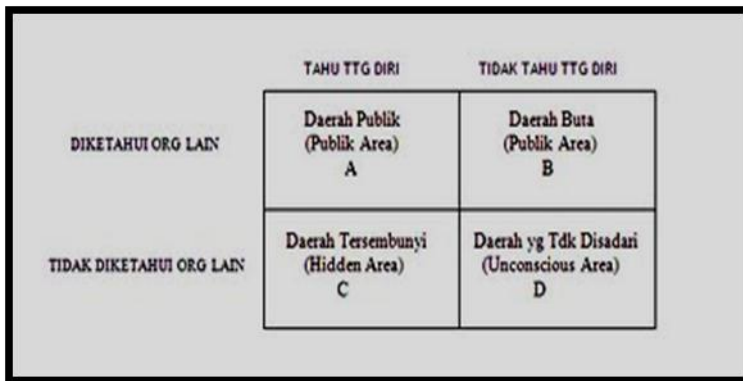 TAHU TTG DIRI TIDAK TAHU TTG DIRI
DIKETAHUI ORG LAIN
Daerah Publik
(Publik Area)
A
Daerah Buta
(Publik Area)
B
TIDAK DIKETAHUI ORG LAIN
Daerah Tersembunyi
(Hidden Area)
C
Daerah yg Tdk Disadari
(Unconscious Area)
D